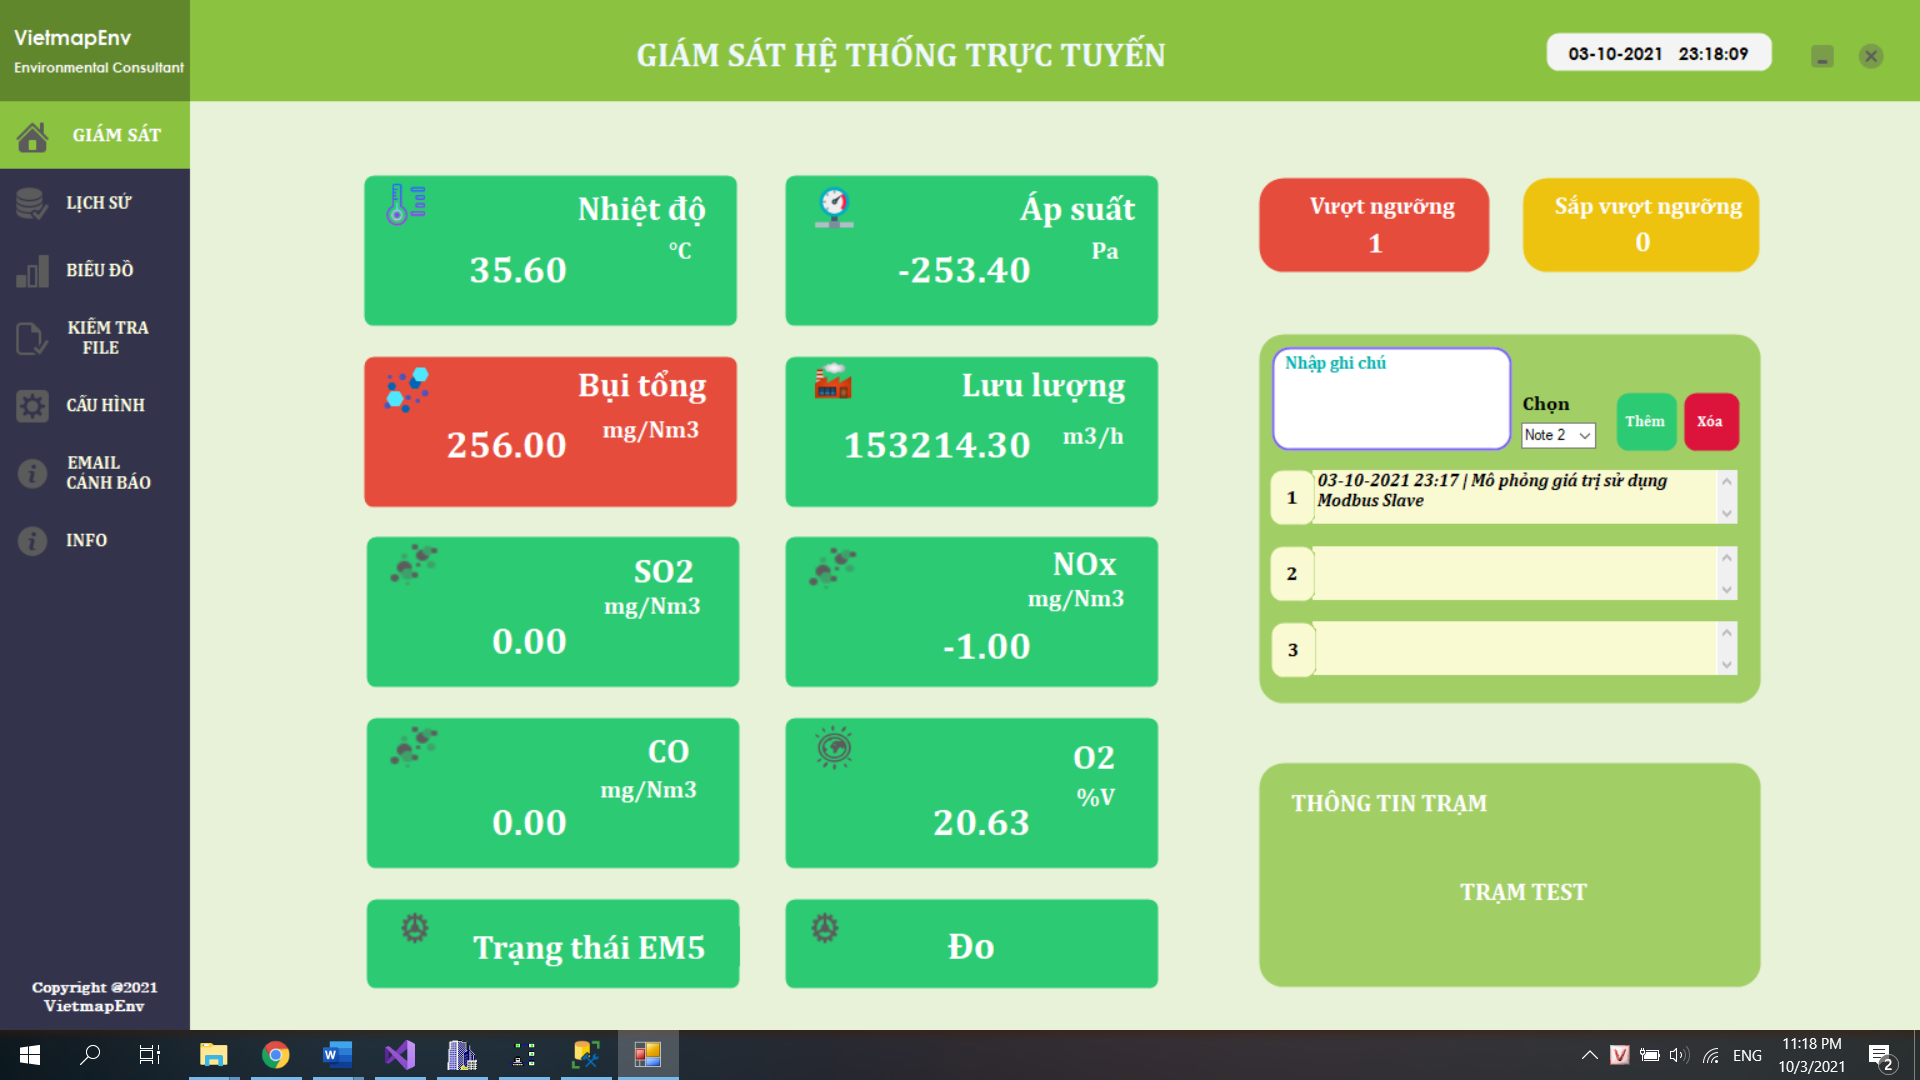 VietmapEnv
Environmental Consultant
GIÁM SÁT HỆ THỐNG TRỰC TUYẾN
03-10-2021 23:18:09
GIÁM SÁT
LỊCH SỬ
BIỂU ĐỒ
KIỂM TRA
FILE
CẤU HÌNH
EMAIL
CẢNH BÁO
INFO
Copyright @2021
VietmapEnv
Nhiệt độ
°C
35.60
Áp suất
Pa
-253.40
Bụi tổng
mg/Nm3
256.00
Lưu lượng
m3/h
153214.30
SO2
mg/Nm3
0.00
NOx
mg/Nm3
-1.00
CO
mg/Nm3
0.00
O2
%V
20.63
Trạng thái EM5
Đo
Vượt ngưỡng
1
Sắp vượt ngưỡng
0
Nhập ghi chú
Chọn
Note 2
Thêm
Xóa
1
03-10-2021 23:17 | Mô phỏng giá trị sử dụng
Modbus Slave
2
3
THÔNG TIN TRẠM
TRẠM TEST
ENG
11:18 PM
10/3/2021
2